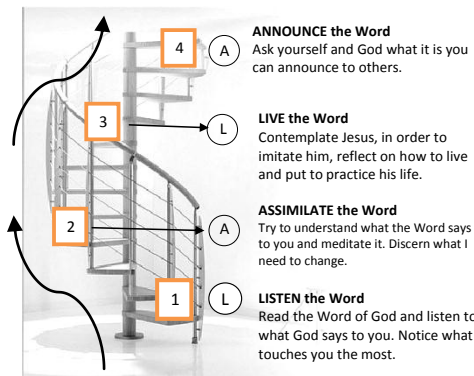 4
A
ANNOUNCE the Word
Ask yourself and God what it is you
can announce to others.
3
L
LIVE the Word
Contemplate Jesus, in order to
imitate him, reflect on how to live
and put to practice his life.
2
A
ASSIMILATE the Word
Try to understand what the Word says
to you and meditate it. Discern what I
need to change.
1
L
LISTEN the Word
Read the Word of God and listen to
what God says to you. Notice what
touches you the most.